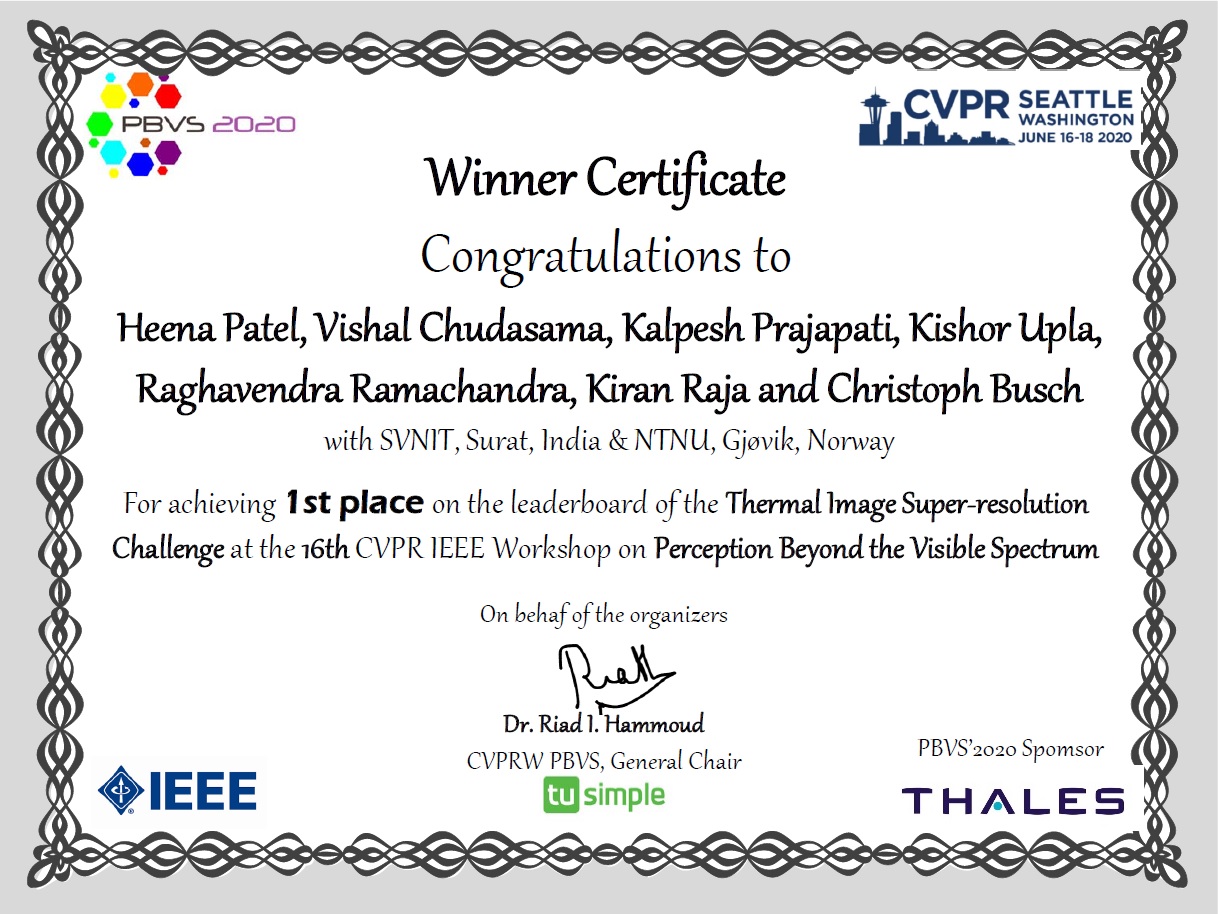 PBVS 2020
CVPR SEATTLE
WASHINGTON
JUNE 16-18 2020
Winner Certificate
Congratulations to
Heena Patel, Vishal Chudasama, Kalpesh Prajapati, Kishor Upla,
Raghavendra Ramachandra, Kiran Raja and Christoph Busch
with SVNIT, Surat, India & NTNU, Gjøvik, Norway
For achieving 1st place on the leaderboard of the Thermal Image Super-resolution
Challenge at the 16th CVPR IEEE Workshop on Perception Beyond the Visible Spectrum
On behaf of the organizers
Dr. Riad I. Hammoud
CVPRW PBVS, General Chair
PBVS’2020 Spomsor
IEEE
tu simple
THALES